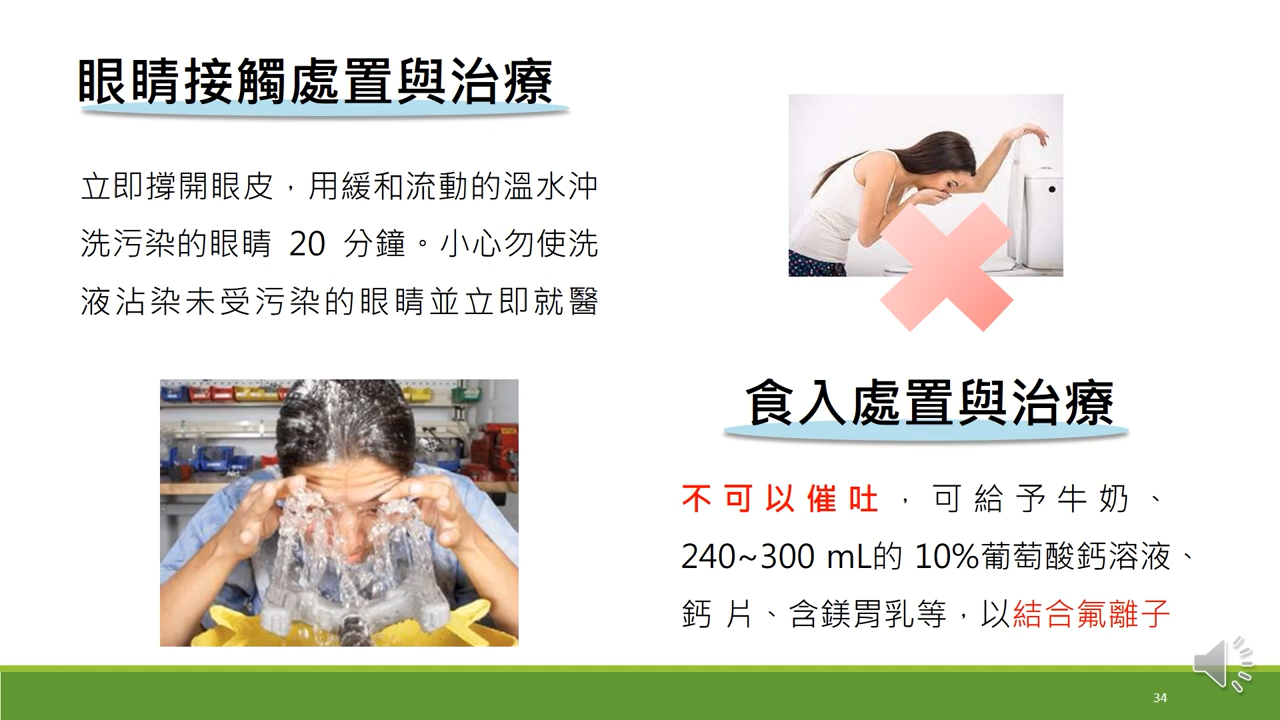 眼睛接觸處置與治療
立即撐開眼皮，用緩和流動的溫水沖
洗污染的眼睛 20 分鐘。小心勿使洗
液沾染未受污染的眼睛並立即就醫
食入處置與治療
不可以催吐，可給予牛奶、
240~300 mL的 10%葡萄酸鈣溶液、
鈣 片、含鎂胃乳等，以結合氟離子
34